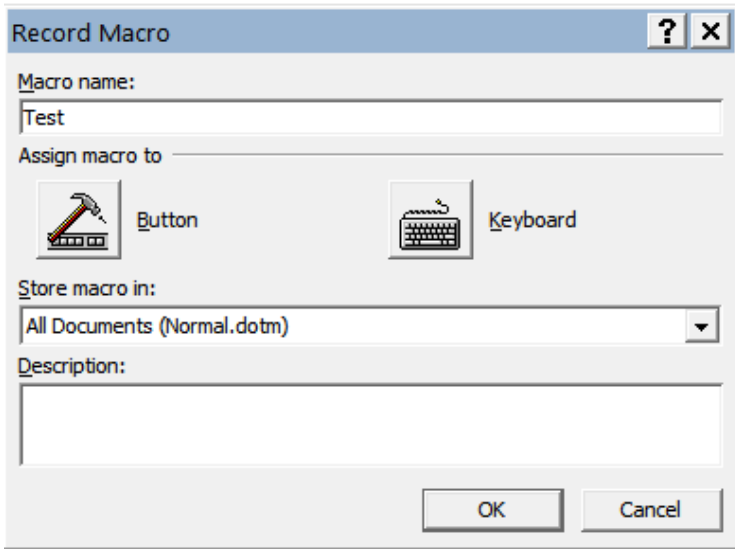 Record Macro ? X
Macro name:
Test
Assign macro to
Button Keyboard
Store macro in:
All Documents (Normal.dotm)
Description:
OK Cancel